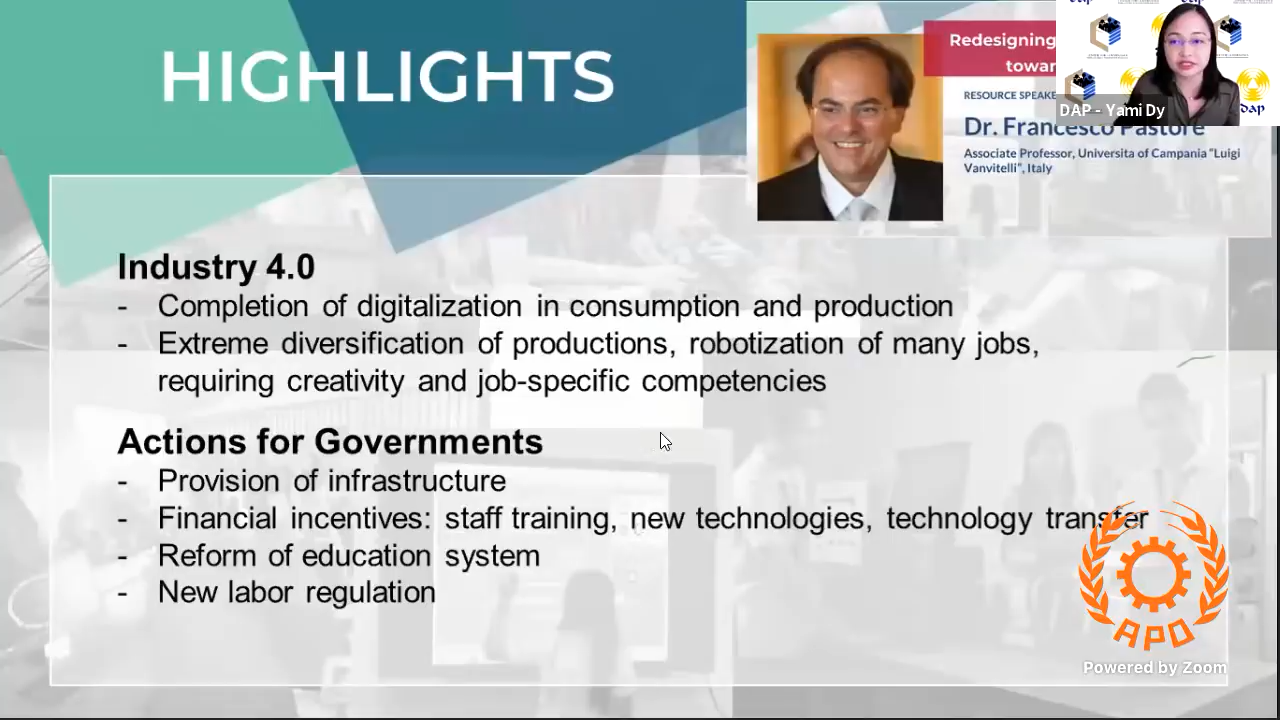 HIGHLIGHTS
Redesigning
towar
RESOURCE SPEAKE
Dr. Francesco Pastore
Associate Professor, Universita of Campania "Luigi
Vanvitelli", Italy
DAP - Yami Dy
dap
Industry 4.0
- Completion of digitalization in consumption and production
- Extreme diversification of productions, robotization of many jobs,
requiring creativity and job-specific competencies
Actions for Governments
- Provision of infrastructure
- Financial incentives: staff training, new technologies, technology transfer
- Reform of education system
- New labor regulation
APO
Powered by Zoom